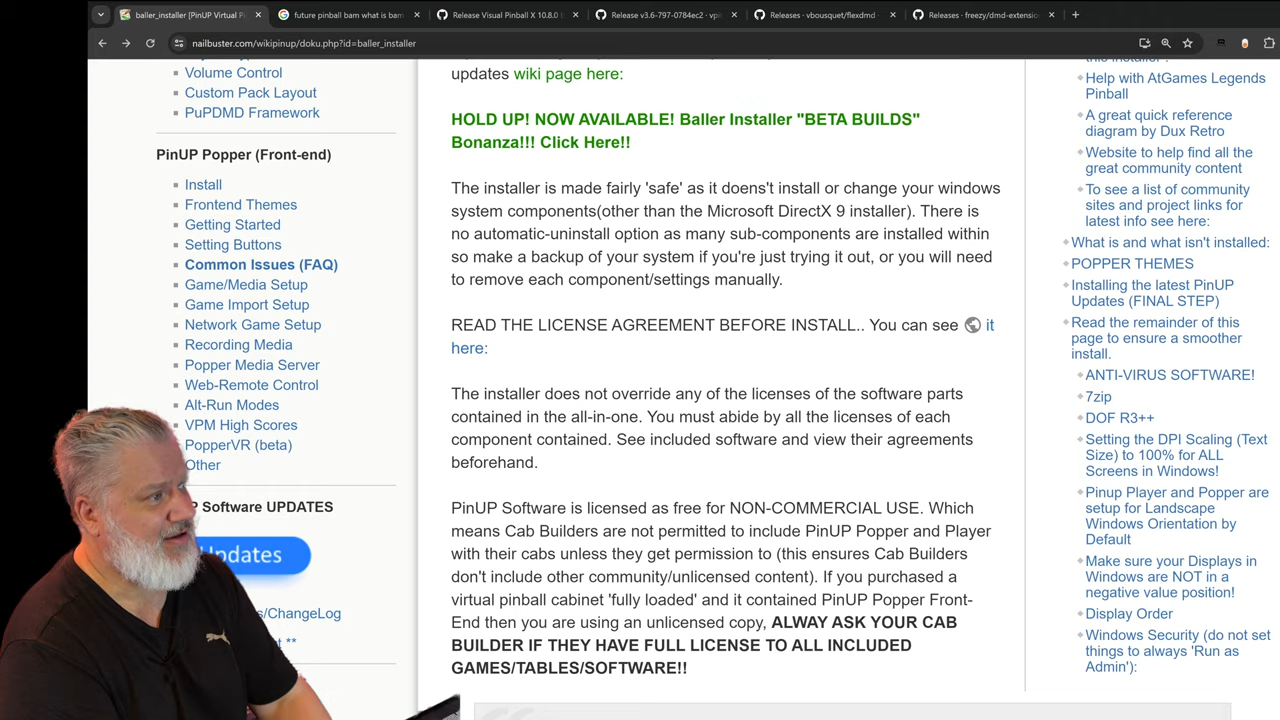 baller_installer [PinUP Virtual Pi
future pinball bam what is bam
Release Visual Pinball X 10.8.0
Release v3.6-797-0784ec2 · vpi
Releases · vbousquet/flexdmd
Releases · freezy/dmd-extensio
nailbuster.com/wikipinup/doku.php?id=baller_installer
Volume Control
Custom Pack Layout
PuPDMD Framework
PinUP Popper (Front-end)
Install
Frontend Themes
Getting Started
Setting Buttons
Common Issues (FAQ)
Game/Media Setup
Game Import Setup
Network Game Setup
Recording Media
Popper Media Server
Web-Remote Control
Alt-Run Modes
VPM High Scores
PopperVR (beta)
Other
Software UPDATES
Updates
s/ChangeLog
**
updates wiki page here:
HOLD UP! NOW AVAILABLE! Baller Installer "BETA BUILDS"
Bonanza!!! Click Here!!
The installer is made fairly 'safe' as it doens't install or change your windows
system components(other than the Microsoft DirectX 9 installer). There is
no automatic-uninstall option as many sub-components are installed within
so make a backup of your system if you're just trying it out, or you will need
to remove each component/settings manually.
READ THE LICENSE AGREEMENT BEFORE INSTALL.. You can see it
here:
The installer does not override any of the licenses of the software parts
contained in the all-in-one. You must abide by all the licenses of each
component contained. See included software and view their agreements
beforehand.
PinUP Software is licensed as free for NON-COMMERCIAL USE. Which
means Cab Builders are not permitted to include PinUP Popper and Player
with their cabs unless they get permission to (this ensures Cab Builders
don't include other community/unlicensed content). If you purchased a
virtual pinball cabinet 'fully loaded' and it contained PinUP Popper Front-
End then you are using an unlicensed copy, ALWAY ASK YOUR CAB
BUILDER IF THEY HAVE FULL LICENSE TO ALL INCLUDED
GAMES/TABLES/SOFTWARE!!
this installer
Help with AtGames Legends
Pinball
A great quick reference
diagram by Dux Retro
Website to help find all the
great community content
To see a list of community
sites and project links for
latest info see here:
What is and what isn't installed:
POPPER THEMES
Installing the latest PinUP
Updates (FINAL STEP)
Read the remainder of this
page to ensure a smoother
install.
ANTI-VIRUS SOFTWARE!
7zip
DOF R3++
Setting the DPI Scaling (Text
Size) to 100% for ALL
Screens in Windows!
Pinup Player and Popper are
setup for Landscape
Windows Orientation by
Default
Make sure your Displays in
Windows are NOT in a
negative value position!
Display Order
Windows Security (do not set
things to always 'Run as
Admin'):